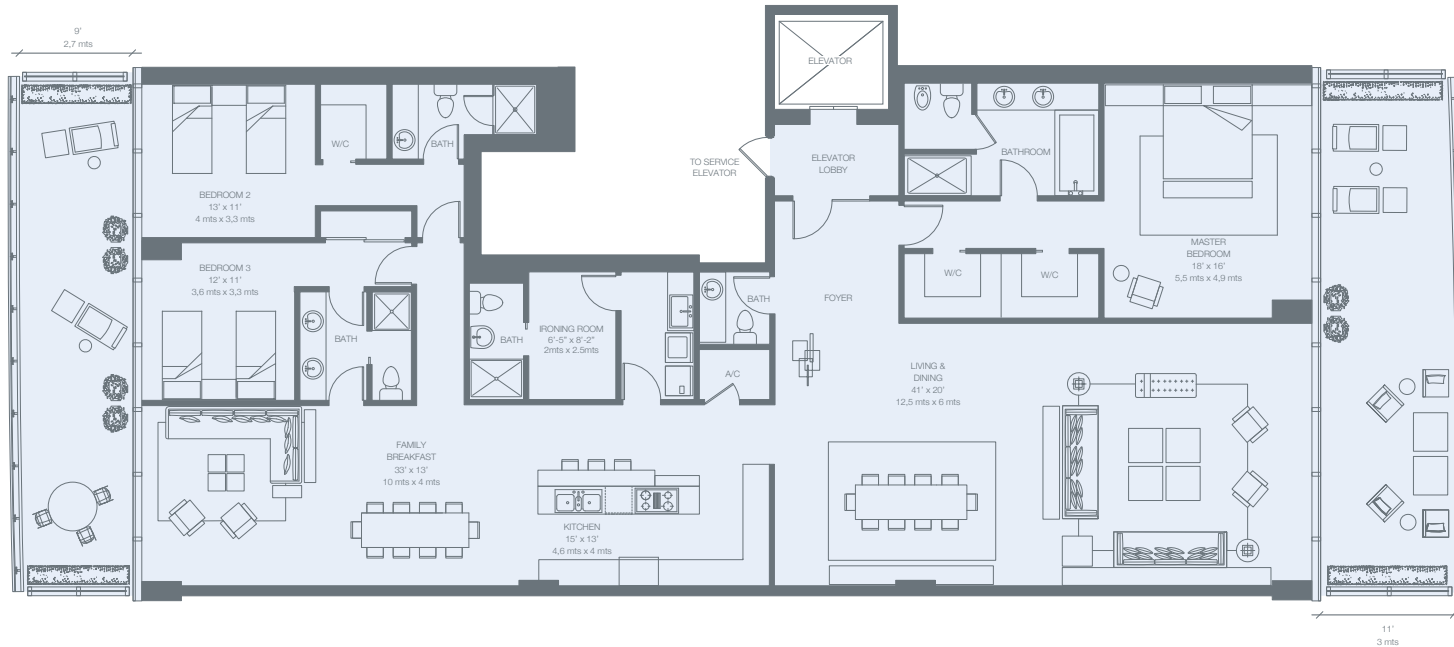 9'
2,7 mts
ELEVATOR
W/C
BATH
TO SERVICE
ELEVATOR
ELEVATOR
LOBBY
BATHROOM
BEDROOM 2
13' x 11'
4 mts x 3,3 mts
BEDROOM 3
12' x 11'
3,6 mts x 3,3 mts
MASTER
BEDROOM
18' x 16'
5,5 mts x 4,9 mts
W/C
W/C
BATH
FOYER
BATH
BATH
IRONING ROOM
6'-5" x 8'-2"
2mts x 2.5mts
A/C
LIVING &
DINING
41' x 20'
12,5 mts x 6 mts
FAMILY
BREAKFAST
33' x 13'
10 mts x 4 mts
KITCHEN
15' x 13'
4,6 mts x 4 mts
11'
3 mts